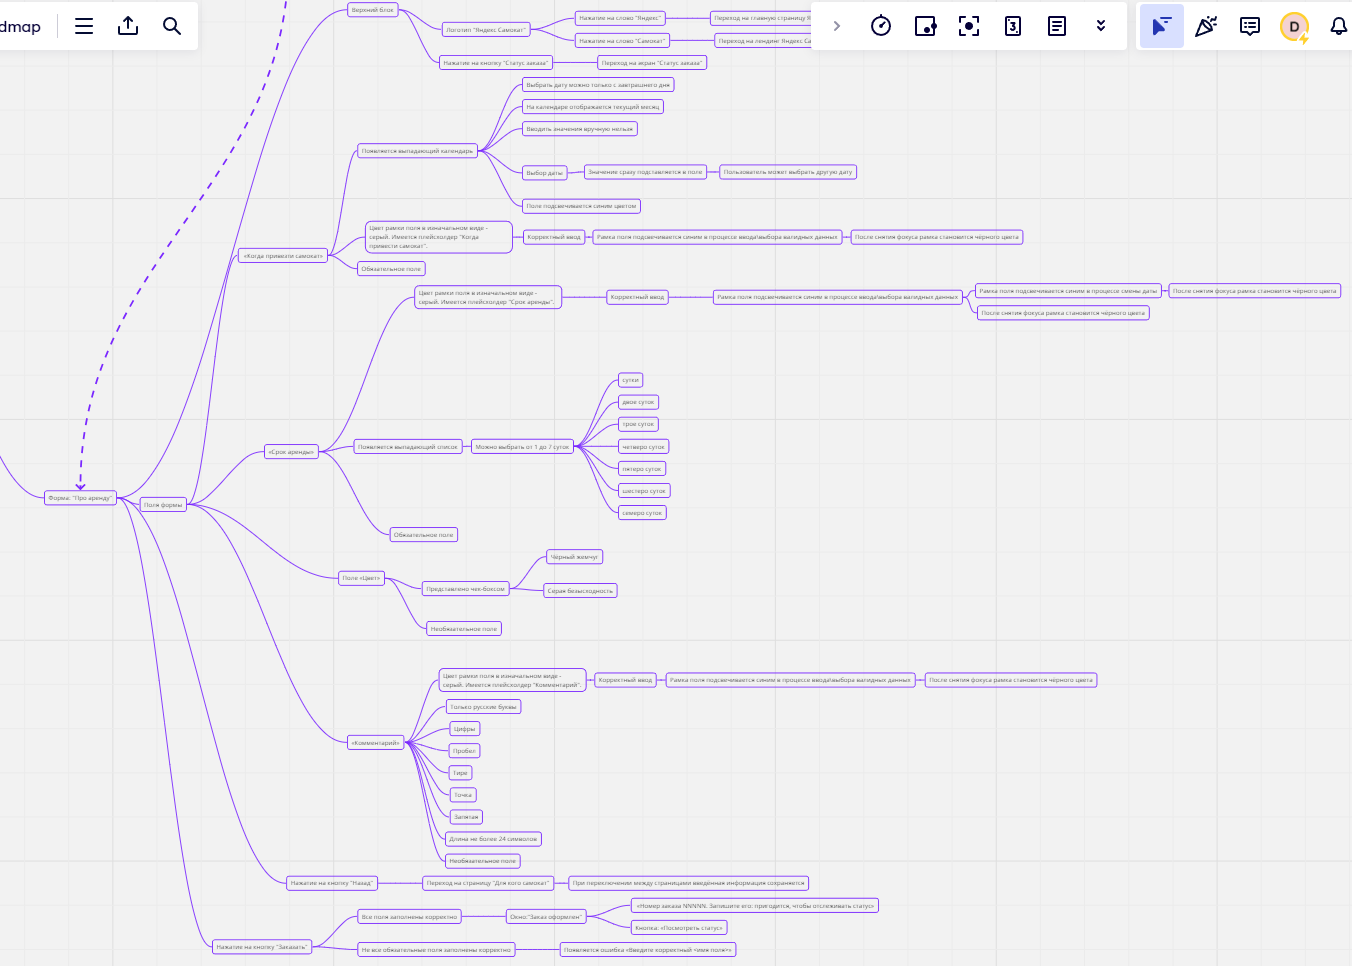 dmap
3
D
Верхний Блок
Логотип "Яндекс Самокат"
Нажатие на слово "Яндекс"
Переход на главную страницу Я
Нажатие на слово "Самокат"
Переход на лендинг Яндекс Са
Нажатие на кнопку "Статус заказа"
Переход на экран "Статус заказа"
Выбрать дату можно только с завтрашнего дня
На календаре отображается текущий месяц
Вводить значения вручную нельзя
Появляется выпадающий календарь
Выбор даты
Значение сразу подставляется в поле
Пользователь может выбрать другую дату
Поле подсвечивается синим цветом
Цвет рамки поля в изначальном виде -
серый. Имеется плейсхолдер "Когда
привезти самокат".
Корректный ввод
Рамка поля подсвечивается синим в процессе ввода\выбора валидных данных
После снятия фокуса рамка становится чёрного цвета
«Когда привезти самокат»
Обязательное поле
Цвет рамки поля в изначальном виде -
серый. Имеется плейсхолдер "Срок аренды".
Корректный ввод
Рамка поля подсвечивается синим в процессе ввода\выбора валидных данных
Рамка поля подсвечивается синим в процессе смены даты
После снятия фокуса рамка становится чёрного цвета
После снятия фокуса рамка становится чёрного цвета
сутки
двое суток
трое суток
«Срок аренды»
Появляется выпадающий список
Можно выбрать от 1 до 7 суток
четверо суток
пятеро суток
шестеро суток
семеро суток
Форма: "Про аренду"
Поля формы
Обязательное поле
Чёрный жемчуг
Поле «Цвет»
Представлено чек-боксом
Серая безысходность
Необязательное поле
Цвет рамки поля в изначальном виде -
серый. Имеется плейсхолдер "Комментарий".
Корректный ввод
Рамка поля подсвечивается синим в процессе ввода\выбора валидных данных
После снятия фокуса рамка становится чёрного цвета
Только русские буквы
Цифры
«Комментарий»
Пробел
Тире
Точка
Запятая
Длина не более 24 символов
Необязательное поле
Нажатие на кнопку "Назад"
Переход на страницу "Для кого самокат"
При переключении между страницами введённая информация сохраняется
Все поля заполнены корректно
Окно:"Заказ оформлен"
«Номер заказа NNNNN. Запишите его: пригодится, чтобы отслеживать статус»
Кнопка: «Посмотреть статус»
Нажатие на кнопку "Заказать"
Не все обязательные поля заполнены корректно
Появляется ошибка «Введите корректный <имя поля>»